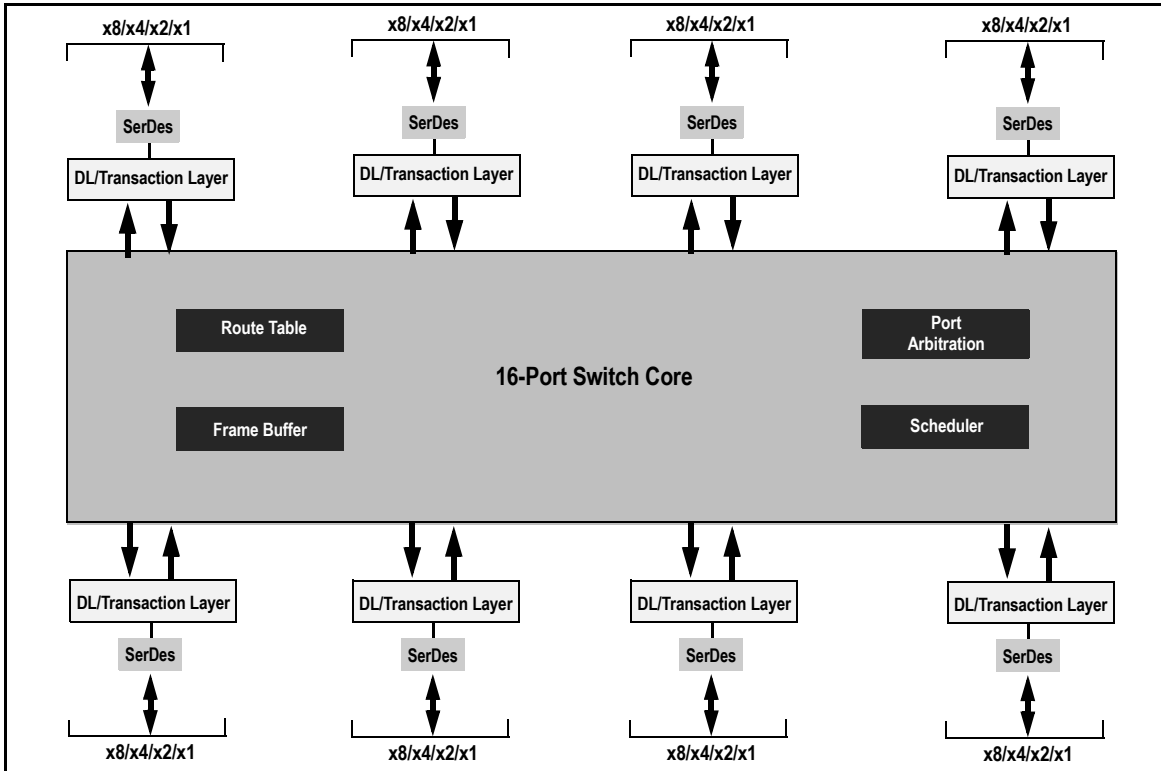 x8/x4/x2/x1
x8/x4/x2/x1
x8/x4/x2/x1
x8/x4/x2/x1
SerDes
SerDes
SerDes
SerDes
DL/Transaction Layer
DL/Transaction Layer
DL/Transaction Layer
DL/Transaction Layer
Route Table
Port
Arbitration
16-Port Switch Core
Frame Buffer
Scheduler
DL/Transaction Layer
DL/Transaction Layer
DL/Transaction Layer
DL/Transaction Layer
SerDes
SerDes
SerDes
SerDes
x8/x4/x2/x1
x8/x4/x2/x1
x8/x4/x2/x1
x8/x4/x2/x1